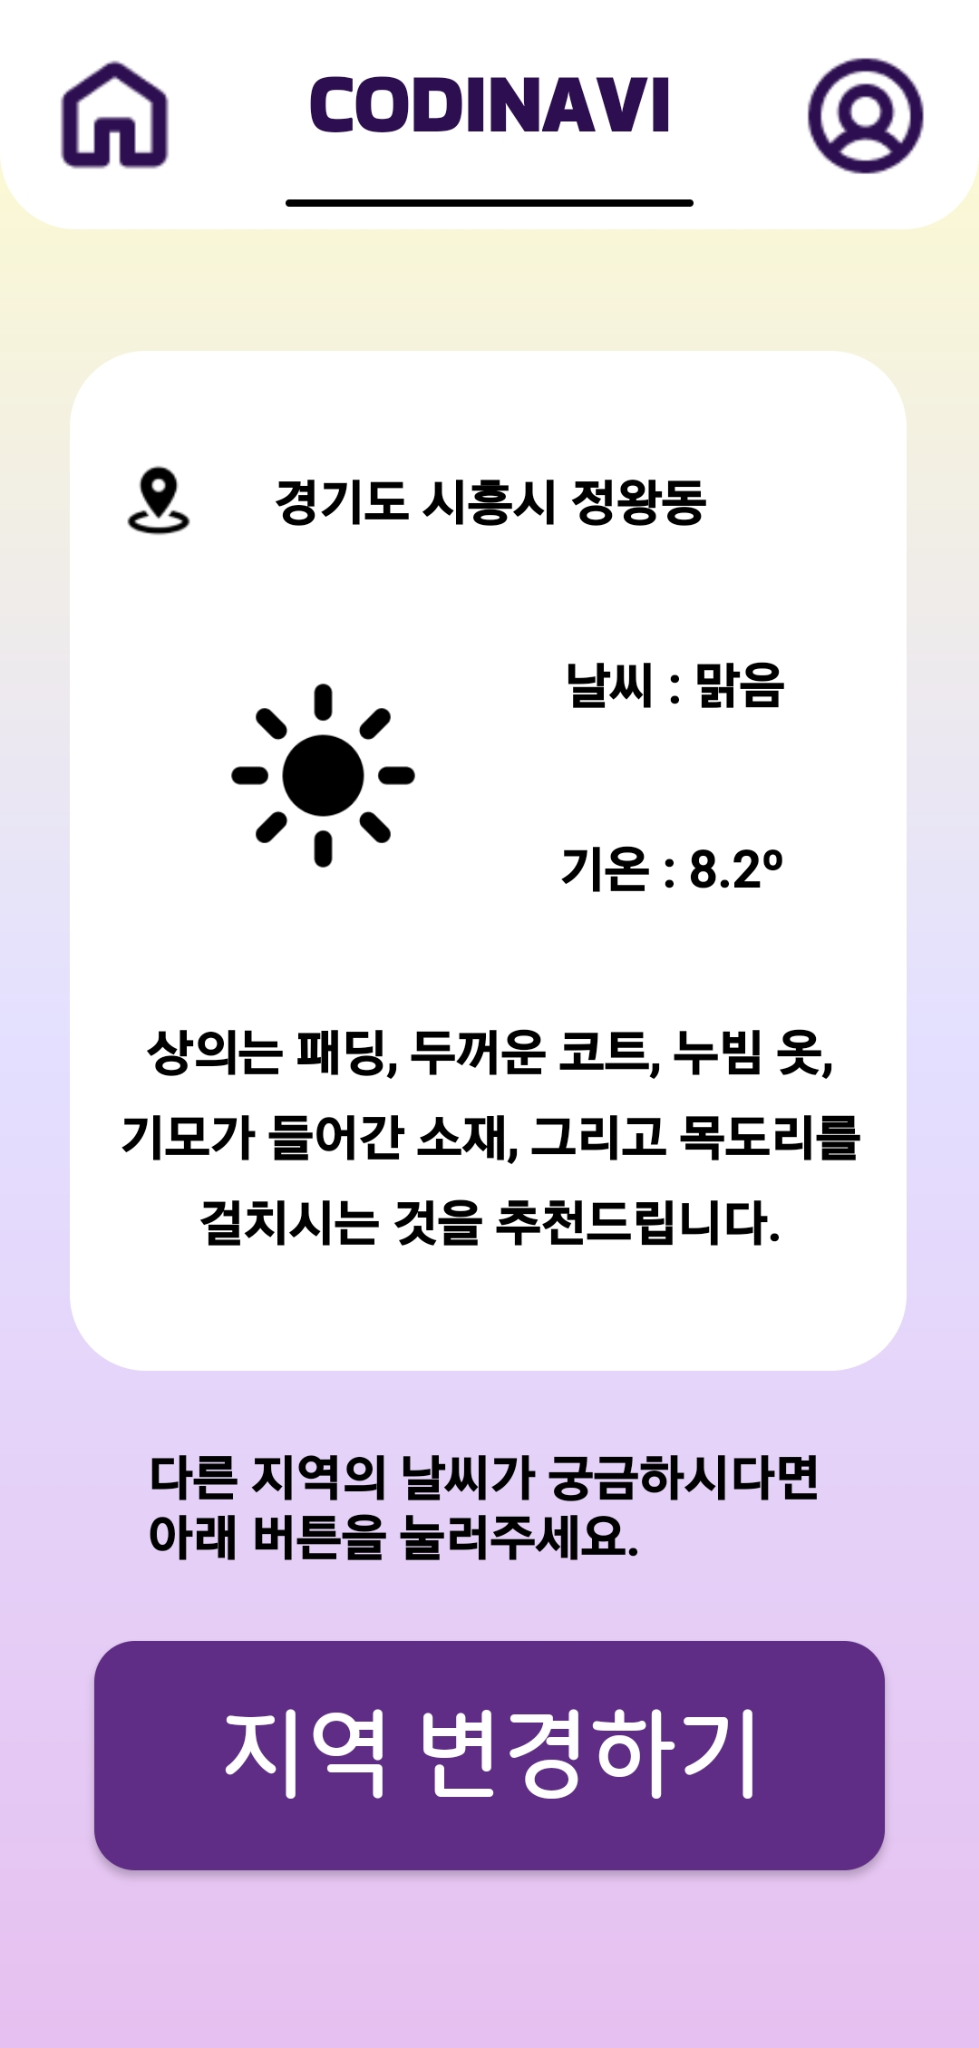 CODINAVI
경기도 시흥시 정왕동
날씨 : 맑음
기온 : 8.2º
상의는 패딩, 두꺼운 코트, 누빔 옷,
기모가 들어간 소재, 그리고 목도리를
걸치시는 것을 추천드립니다.
다른 지역의 날씨가 궁금하시다면
아래 버튼을 눌러주세요.
지역 변경하기